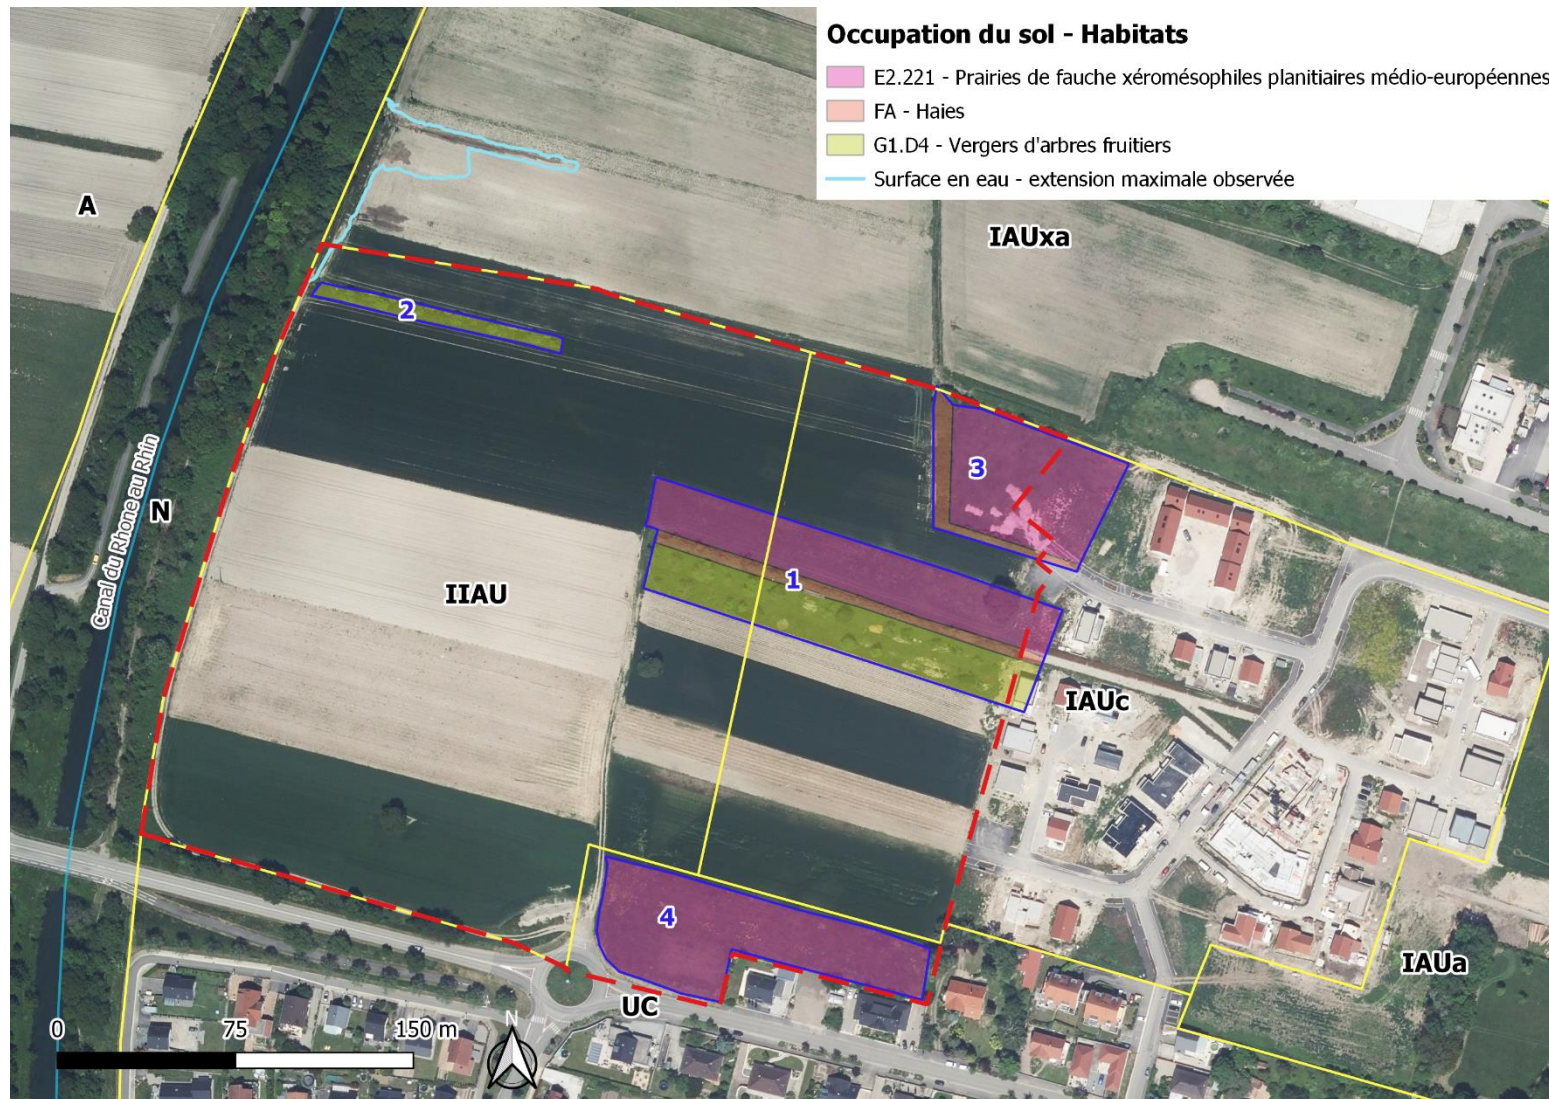 Occupation du sol - Habitats
E2.221 - Prairies de fauche xéromésophiles planitiaires médio-européennes
FA - Haies
G1.D4 - Vergers d'arbres fruitiers
Surface en eau - extension maximale observée
A
IAUxa
2
3
Canal du Rhone au Rhin
N
1
IIAU
IAUc
4
IAUa
UC
0 75 150 m
N